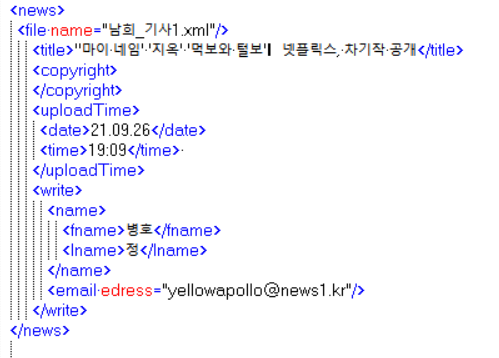 <news>
<file name="남희_기사1.xml"/>
<title>"마이 네임' '지옥' '먹보와 털보'| 넷플릭스, 차기작 공개</title>
<copyright>
</copyright>
<uploadTime>
<date>21.09.26</date>
<time>19:09</time>
</uploadTime>
<write>
<name>
<fname>병호</fname>
<lname>정</lname>
</name>
<email edress="yellowapollo@news1.kr"/>
</write>
</news>